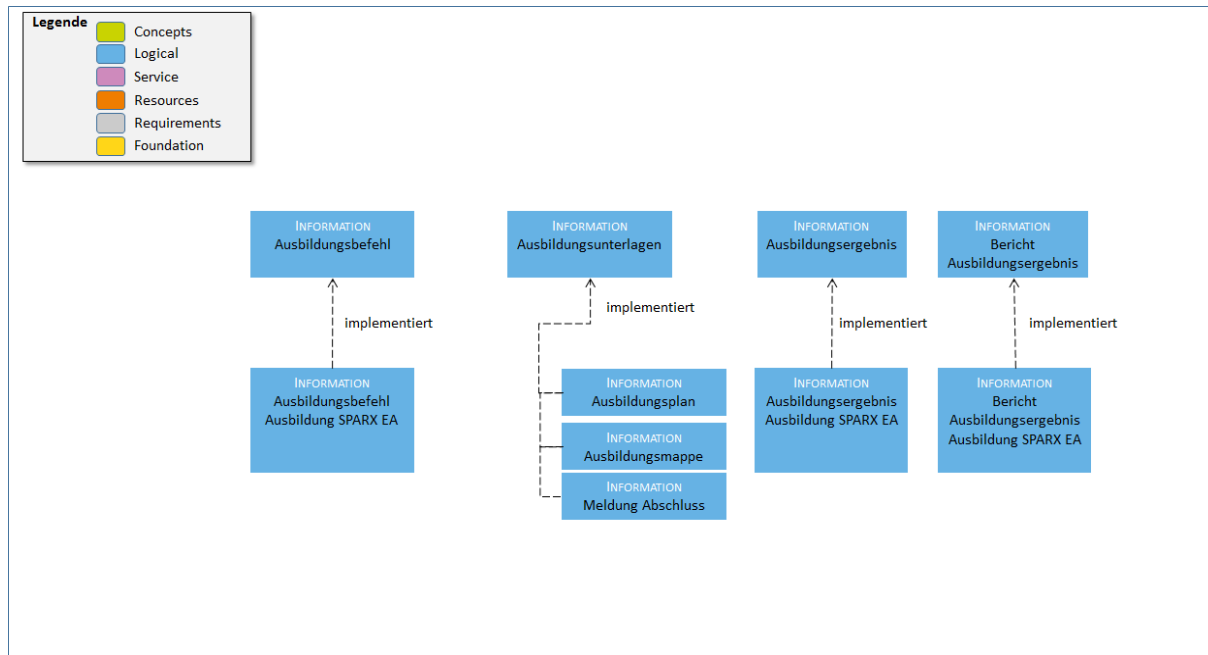 Legende
Concepts
Logical
Service
Resources
Requirements
Foundation
INFORMATION
Ausbildungsbefehl
INFORMATION
Ausbildungsunterlagen
INFORMATION
Ausbildungsergebnis
INFORMATION
Bericht
Ausbildungsergebnis
implementiert
implementiert
implementiert
implementiert
INFORMATION
Ausbildungsbefehl
Ausbildung SPARX EA
INFORMATION
Ausbildungsplan
INFORMATION
Ausbildungsmappe
INFORMATION
Meldung Abschluss
INFORMATION
Ausbildungsergebnis
Ausbildung SPARX EA
INFORMATION
Bericht
Ausbildungsergebnis
Ausbildung SPARX EA